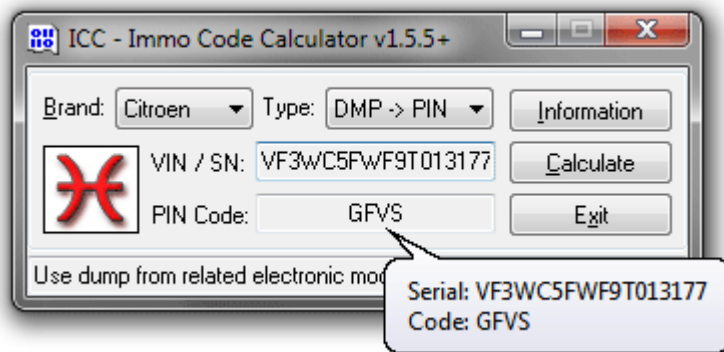 ICC - Immo Code Calculator v1.5.5+
Brand: Citroen Type: DMP -> PIN Information
VIN / SN: VF3WC5FWF9T013177 Calculate
PIN Code: GFVS Exit
Use dump from related electronic
Serial: VF3WC5FWF9T013177
Code: GFVS